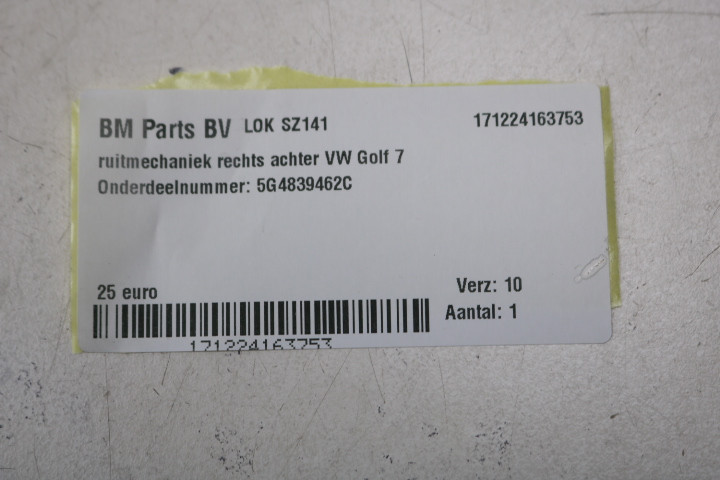 BM Parts BV LOK SZ141 171224163753
ruitmechaniek rechts achter VW Golf 7
Onderdeelnummer: 5G4839462C
25 euro Verz: 10
Aantal: 1
171224163753